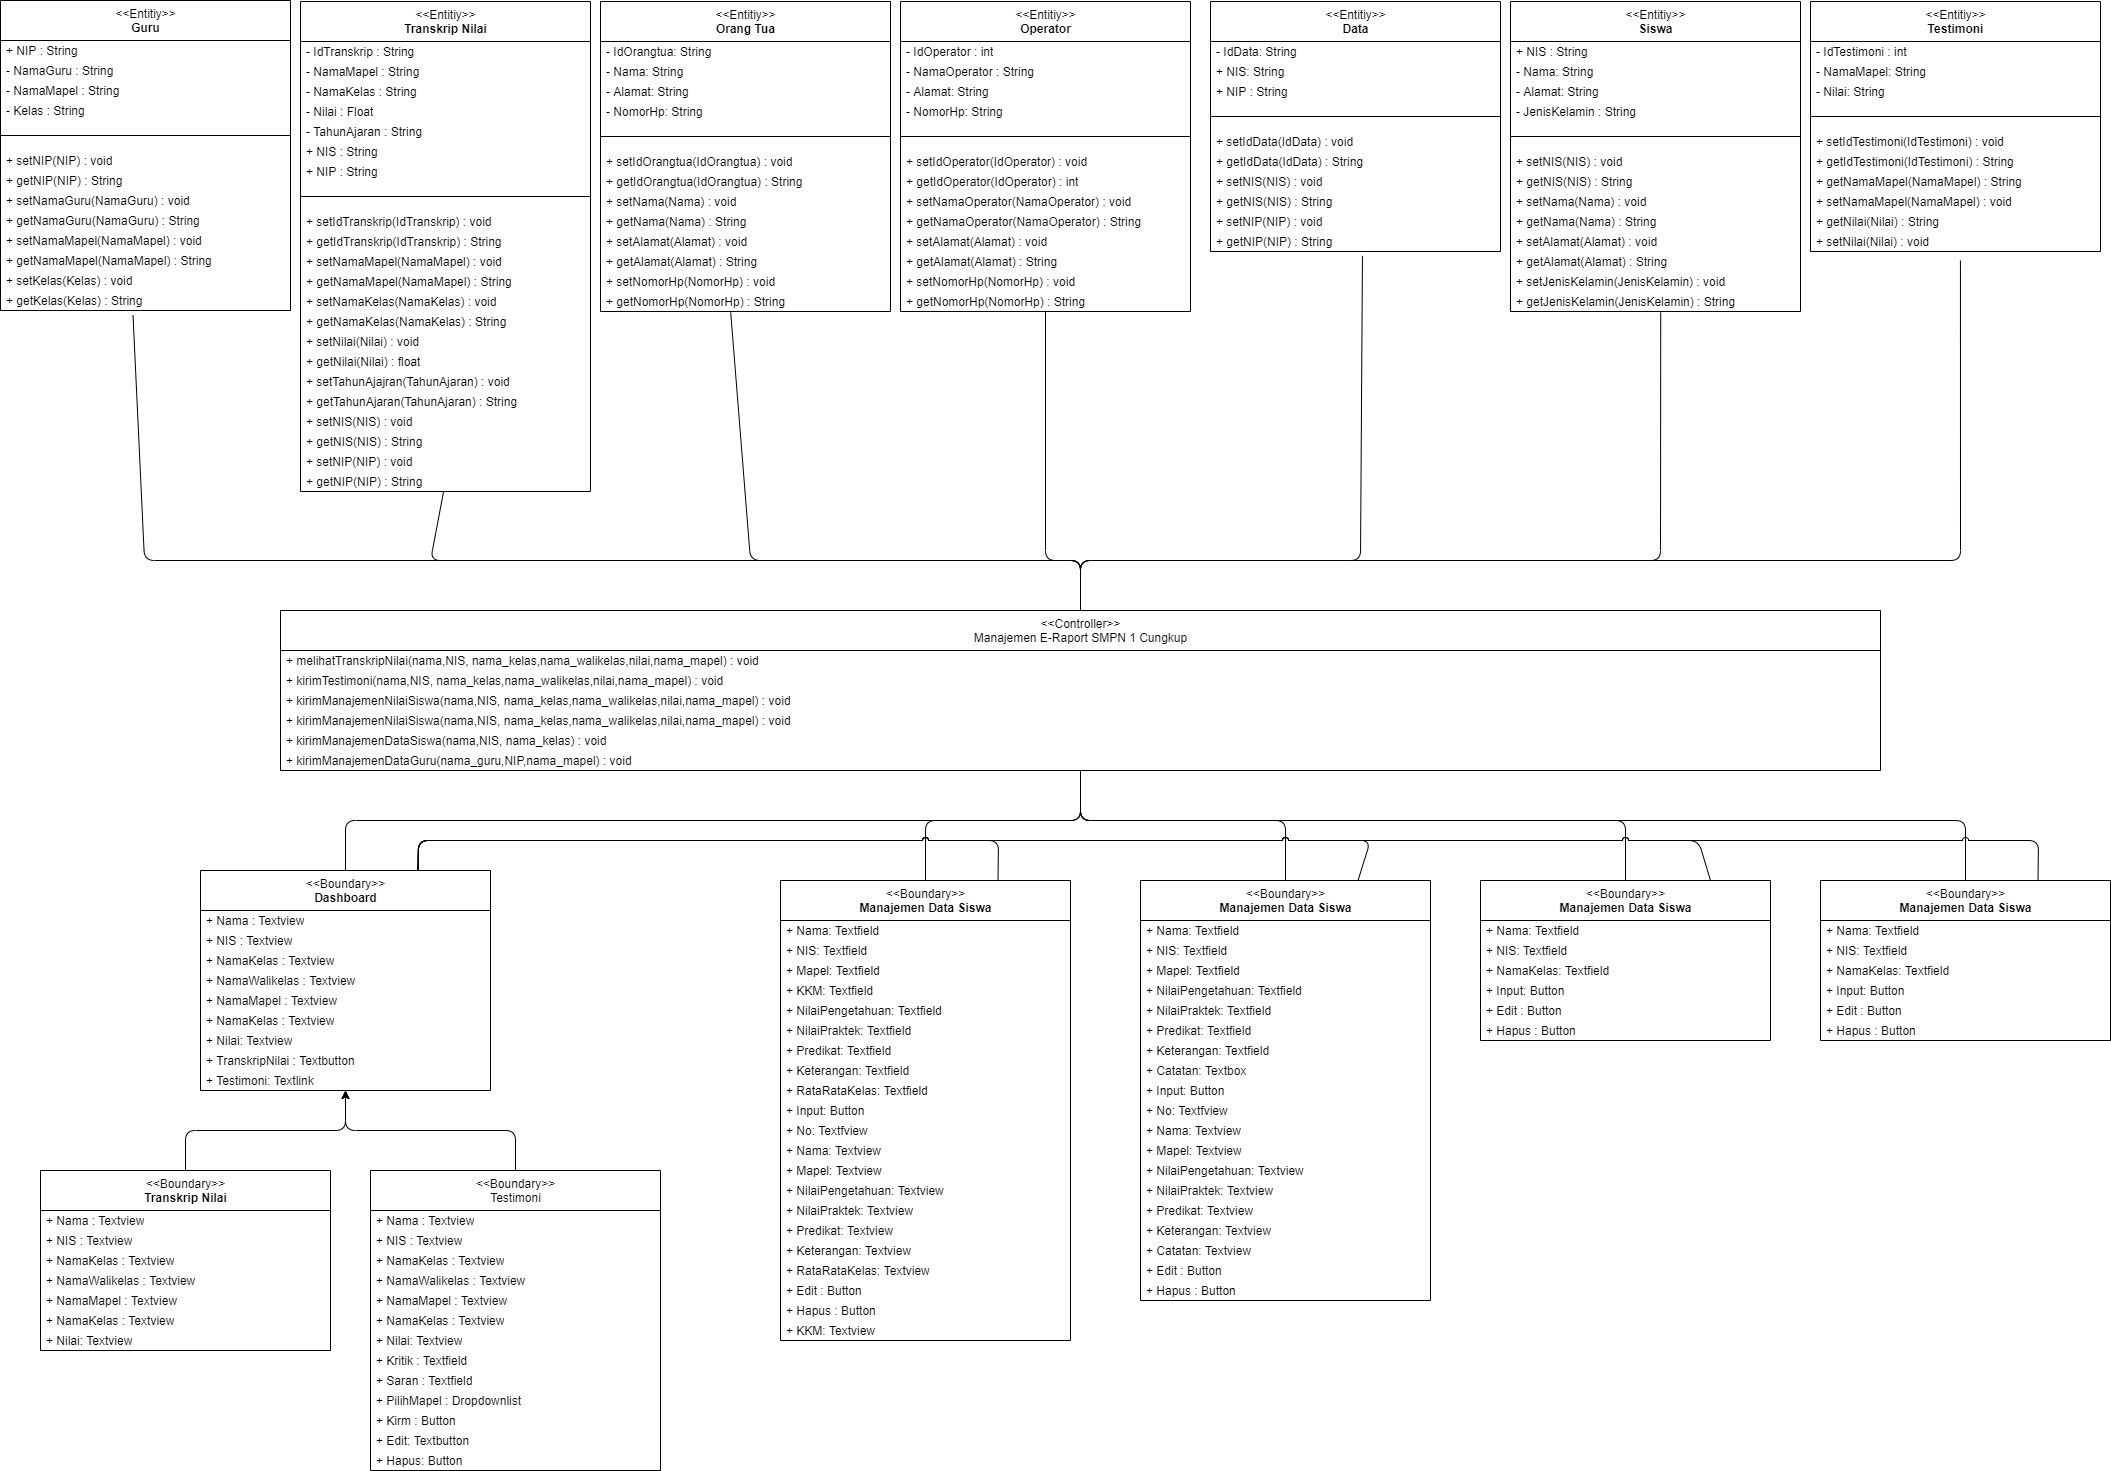 <<Entitiy>>
Guru
+ NIP : String
- NamaGuru : String
- NamaMapel : String
- Kelas : String
+ setNIP(NIP) : void
+ getNIP(NIP) : String
+ setNamaGuru(NamaGuru) : void
+ getNamaGuru(NamaGuru) : String
+ setNamaMapel(NamaMapel) : void
+ getNamaMapel(NamaMapel) : String
+ setKelas(Kelas) : void
+ getKelas(Kelas) : String
<<Entitiy>>
Transkrip Nilai
- IdTranskrip : String
- NamaMapel : String
- NamaKelas : String
- Nilai : Float
- TahunAjaran : String
+ NIS : String
+ NIP : String
+ setIdTranskrip(IdTranskrip) : void
+ getIdTranskrip(IdTranskrip) : String
+ setNamaMapel(NamaMapel) : void
+ getNamaMapel(NamaMapel) : String
+ setNamaKelas(NamaKelas) : void
+ getNamaKelas(NamaKelas) : String
+ setNilai(Nilai) : void
+ getNilai(Nilai) : float
+ setTahunAjajran(TahunAjaran) : void
+ getTahunAjaran(TahunAjaran) : String
+ setNIS(NIS) : void
+ getNIS(NIS) : String
+ setNIP(NIP) : void
+ getNIP(NIP) : String
<<Entitiy>>
Orang Tua
- IdOrangtua: String
- Nama: String
- Alamat: String
- NomorHp: String
+ setIdOrangtua(IdOrangtua) : void
+ getIdOrangtua(IdOrangtua) : String
+ setNama(Nama) : void
+ getNama(Nama) : String
+ setAlamat(Alamat) : void
+ getAlamat(Alamat) : String
+ setNomorHp(NomorHp) : void
+ getNomorHp(NomorHp) : String
<<Entitiy>>
Operator
- IdOperator : int
- NamaOperator : String
- Alamat: String
- NomorHp: String
+ setIdOperator(IdOperator) : void
+ getIdOperator(IdOperator) : int
+ setNamaOperator(NamaOperator) : void
+ getNamaOperator(NamaOperator) : String
+ setAlamat(Alamat) : void
+ getAlamat(Alamat) : String
+ setNomorHp(NomorHp) : void
+ getNomorHp(NomorHp) : String
<<Entitiy>>
Data
- IdData: String
+ NIS: String
+ NIP : String
+ setIdData(IdData) : void
+ getIdData(IdData) : String
+ setNIS(NIS) : void
+ getNIS(NIS) : String
+ setNIP(NIP) : void
+ getNIP(NIP) : String
<<Entitiy>>
Siswa
+ NIS : String
- Nama: String
- Alamat: String
- JenisKelamin : String
+ setNIS(NIS) : void
+ getNIS(NIS) : String
+ setNama(Nama) : void
+ getNama(Nama) : String
+ setAlamat(Alamat) : void
+ getAlamat(Alamat) : String
+ setJenisKelamin(JenisKelamin) : void
+ getJenisKelamin(JenisKelamin) : String
<<Entitiy>>
Testimoni
- IdTestimoni : int
- NamaMapel: String
- Nilai: String
+ setIdTestimoni(IdTestimoni) : void
+ getIdTestimoni(IdTestimoni) : String
+ getNamaMapel(NamaMapel) : String
+ setNamaMapel(NamaMapel) : void
+ getNilai(Nilai) : String
+ setNilai(Nilai) : void
<<Controller>>
Manajemen E-Raport SMPN 1 Cungkup
+ melihatTranskripNilai(nama,NIS, nama_kelas,nama_walikelas,nilai,nama_mapel) : void
+ kirimTestimoni(nama,NIS, nama_kelas,nama_walikelas,nilai,nama_mapel) : void
+ kirimManajemenNilaiSiswa(nama,NIS, nama_kelas,nama_walikelas,nilai,nama_mapel) : void
+ kirimManajemenNilaiSiswa(nama,NIS, nama_kelas,nama_walikelas,nilai,nama_mapel) : void
+ kirimManajemenDataSiswa(nama,NIS, nama_kelas) : void
+ kirimManajemenDataGuru(nama_guru,NIP,nama_mapel) : void
<<Boundary>>
Dashboard
+ Nama : Textview
+ NIS : Textview
+ NamaKelas : Textview
+ NamaWalikelas : Textview
+ NamaMapel : Textview
+ NamaKelas : Textview
+ Nilai: Textview
+ TranskripNilai : Textbutton
+ Testimoni: Textlink
<<Boundary>>
Manajemen Data Siswa
+ Nama: Textfield
+ NIS: Textfield
+ Mapel: Textfield
+ KKM: Textfield
+ NilaiPengetahuan: Textfield
+ NilaiPraktek: Textfield
+ Predikat: Textfield
+ Keterangan: Textfield
+ RataRataKelas: Textfield
+ Input: Button
+ No: Textfview
+ Nama: Textview
+ Mapel: Textview
+ NilaiPengetahuan: Textview
+ NilaiPraktek: Textview
+ Predikat: Textview
+ Keterangan: Textview
+ RataRataKelas: Textview
+ Edit : Button
+ Hapus : Button
+ KKM: Textview
<<Boundary>>
Manajemen Data Siswa
+ Nama: Textfield
+ NIS: Textfield
+ Mapel: Textfield
+ NilaiPengetahuan: Textfield
+ NilaiPraktek: Textfield
+ Predikat: Textfield
+ Keterangan: Textfield
+ Catatan: Textbox
+ Input: Button
+ No: Textfview
+ Nama: Textview
+ Mapel: Textview
+ NilaiPengetahuan: Textview
+ NilaiPraktek: Textview
+ Predikat: Textview
+ Keterangan: Textview
+ Catatan: Textview
+ Edit : Button
+ Hapus : Button
<<Boundary>>
Manajemen Data Siswa
+ Nama: Textfield
+ NIS: Textfield
+ NamaKelas: Textfield
+ Input: Button
+ Edit : Button
+ Hapus : Button
<<Boundary>>
Manajemen Data Siswa
+ Nama: Textfield
+ NIS: Textfield
+ NamaKelas: Textfield
+ Input: Button
+ Edit : Button
+ Hapus : Button
<<Boundary>>
Transkrip Nilai
+ Nama : Textview
+ NIS : Textview
+ NamaKelas : Textview
+ NamaWalikelas : Textview
+ NamaMapel : Textview
+ NamaKelas : Textview
+ Nilai: Textview
<<Boundary>>
Testimoni
+ Nama : Textview
+ NIS : Textview
+ NamaKelas : Textview
+ NamaWalikelas : Textview
+ NamaMapel : Textview
+ NamaKelas : Textview
+ Nilai: Textview
+ Kritik : Textfield
+ Saran : Textfield
+ PilihMapel : Dropdownlist
+ Kirm : Button
+ Edit: Textbutton
+ Hapus: Button